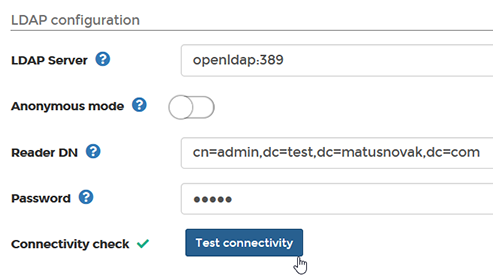 LDAP configuration
LDAP Server ? openldap:389
Anonymous mode ?
Reader DN ? cn=admin,dc=test,dc=matusnovak,dc=com
Password ? •••••
Connectivity check Test connectivity